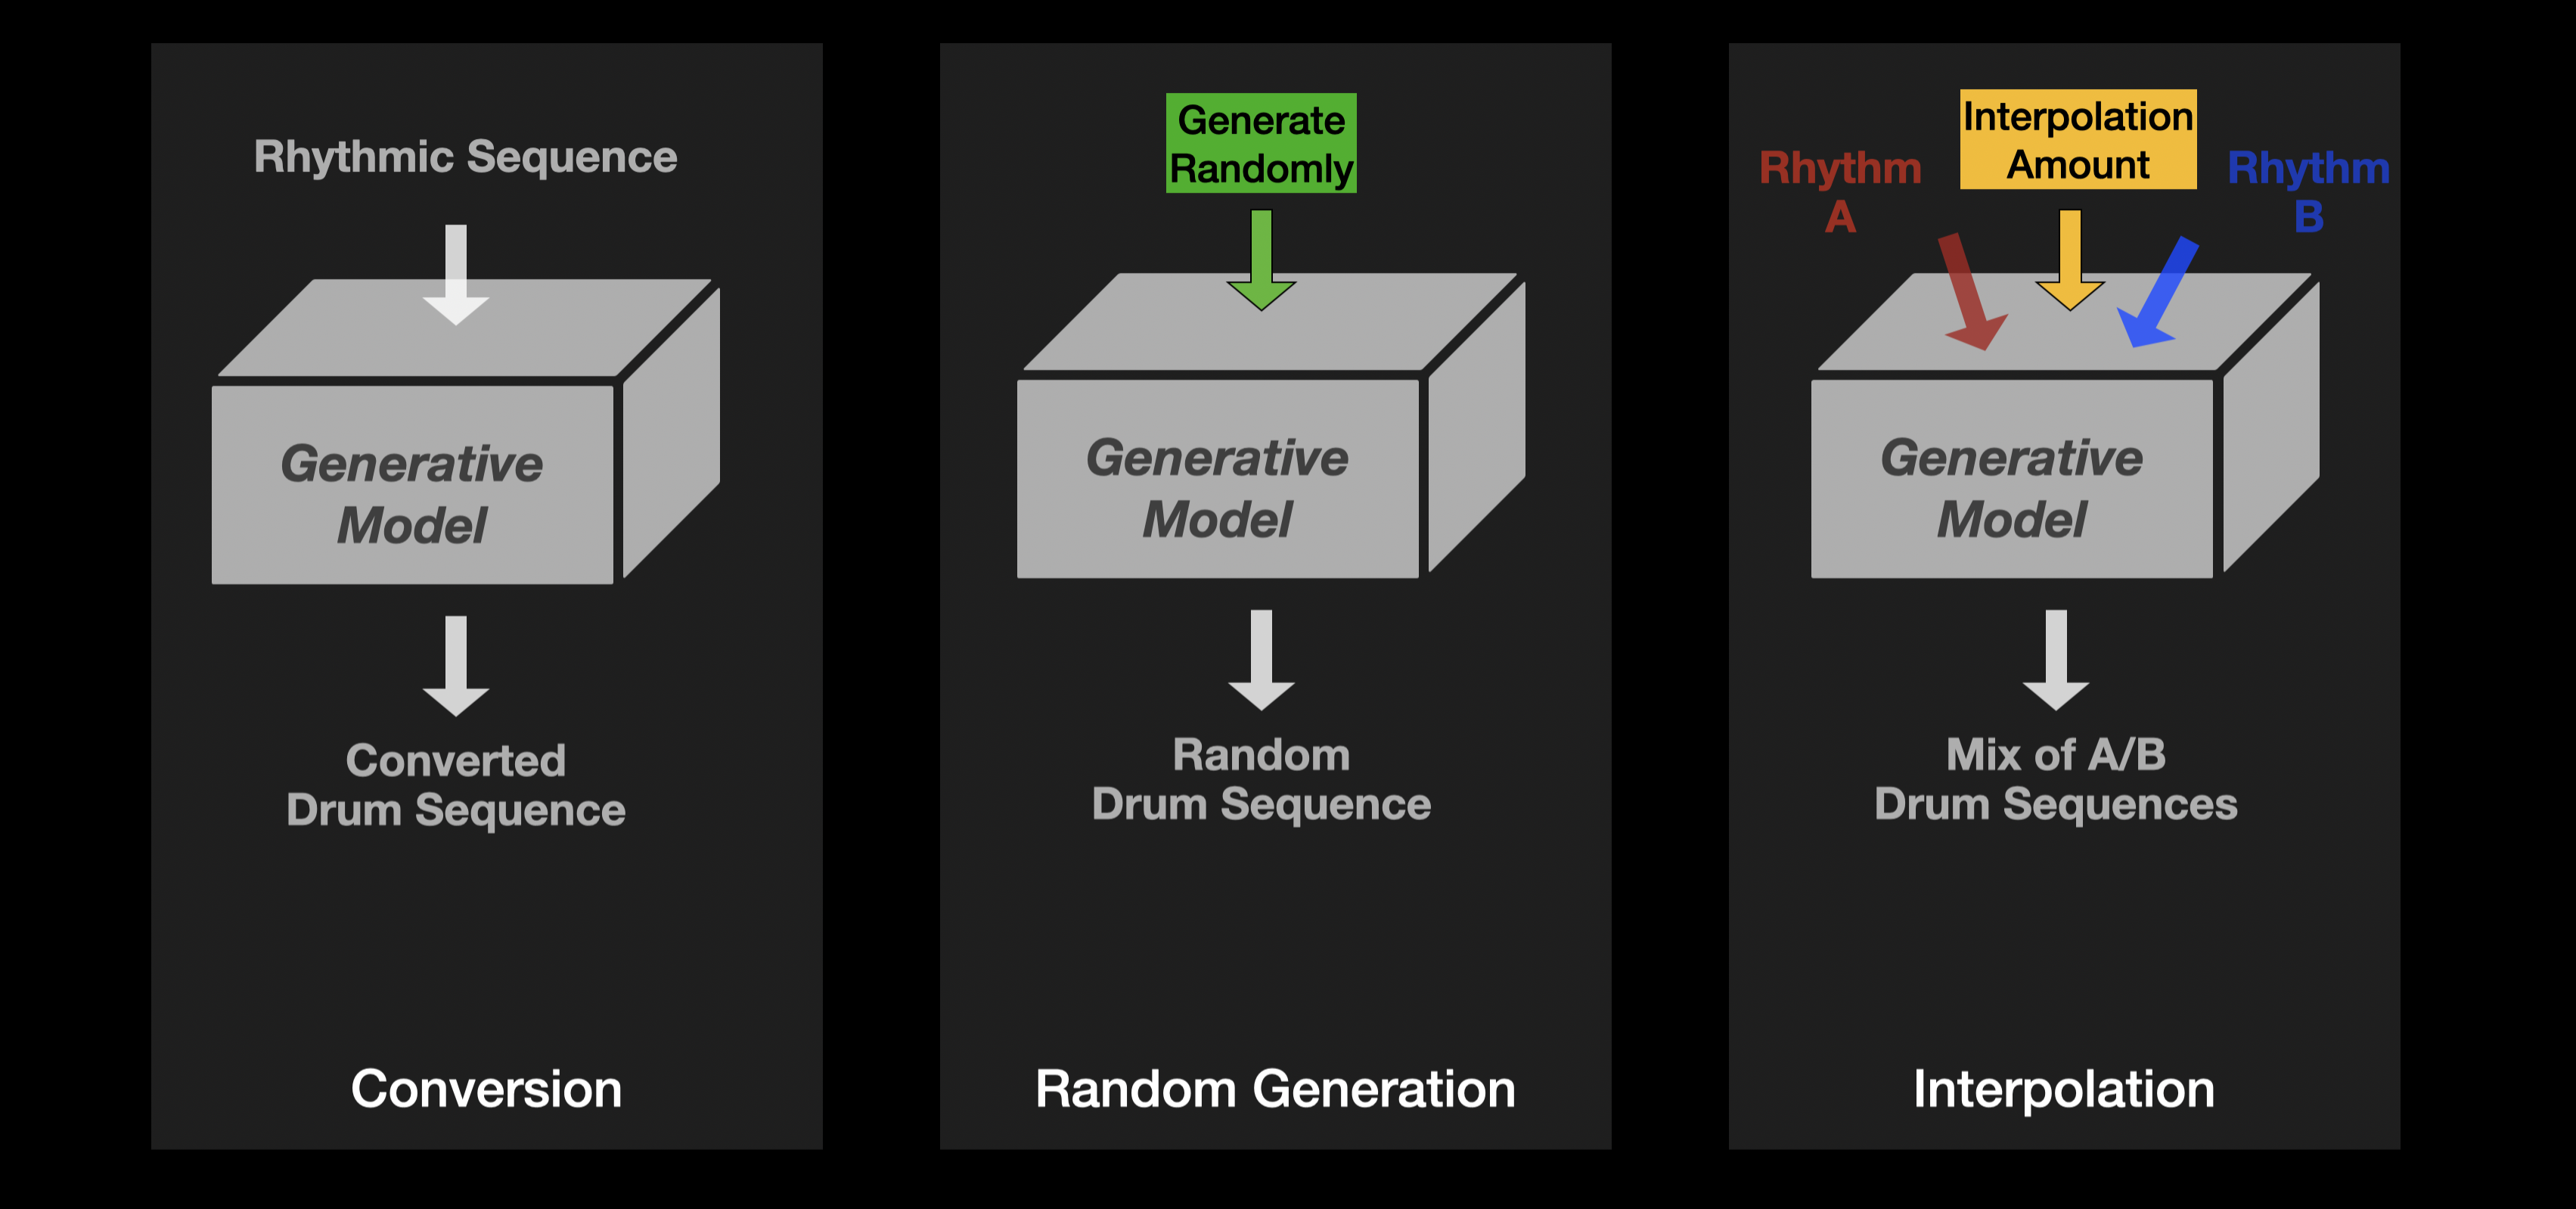 Rhythmic Sequence
Generative
Model
Converted
Drum Sequence
Conversion
Generate
Randomly
Generative
Model
Random
Drum Sequence
Random Generation
Rhythm
A
Interpolation
Amount
Rhythm
B
Generative
Model
Mix of A/B
Drum Sequences
Interpolation